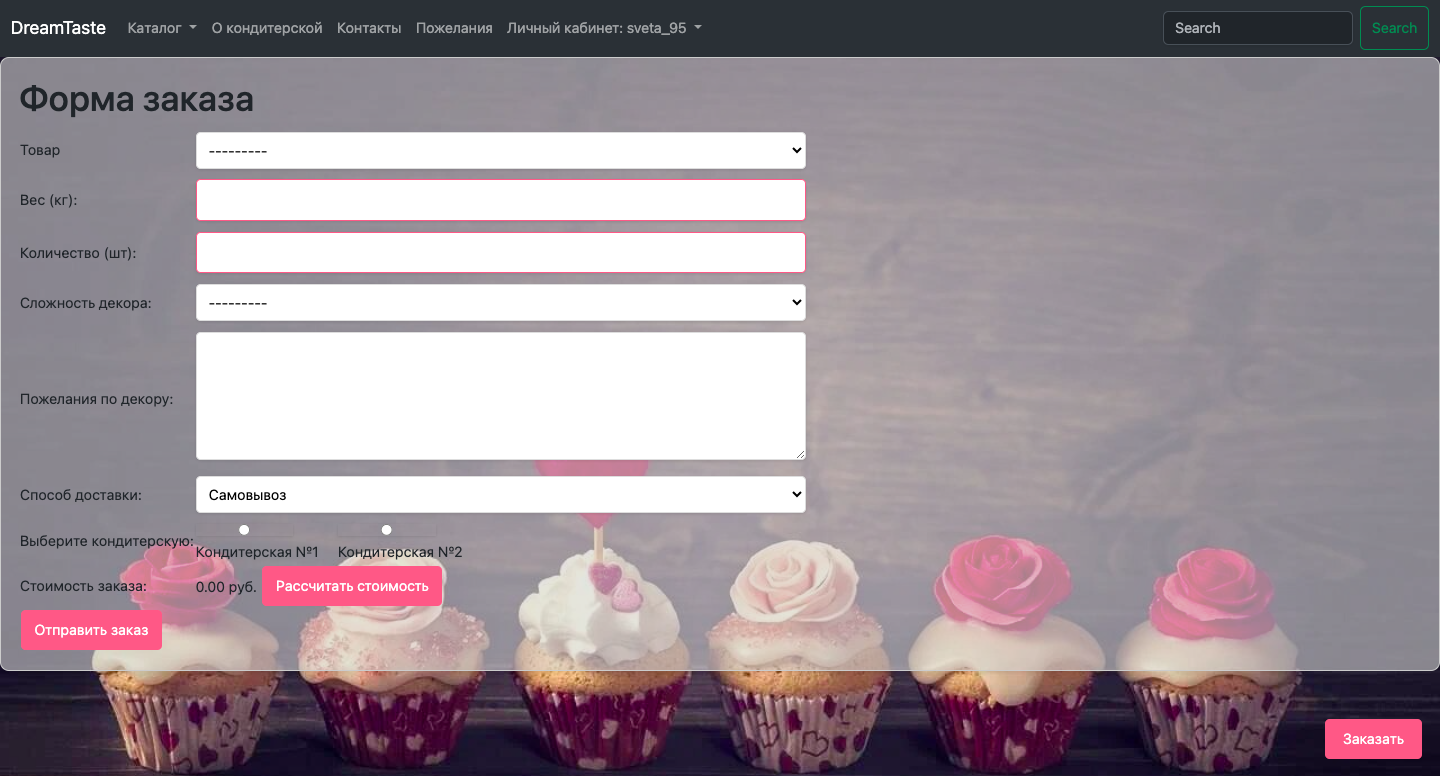 DreamTaste Каталог О кондитерской Контакты Пожелания Личный кабинет: sveta_95 Search Search
Форма заказа
Товар ---------
Вес (кг):
Количество (шт):
Сложность декора: ---------
Пожелания по декору:
Способ доставки: Самовывоз
Выберите кондитерскую:
Кондитерская №1 Кондитерская №2
Стоимость заказа: 0.00 руб. Рассчитать стоимость
Отправить заказ
Заказать